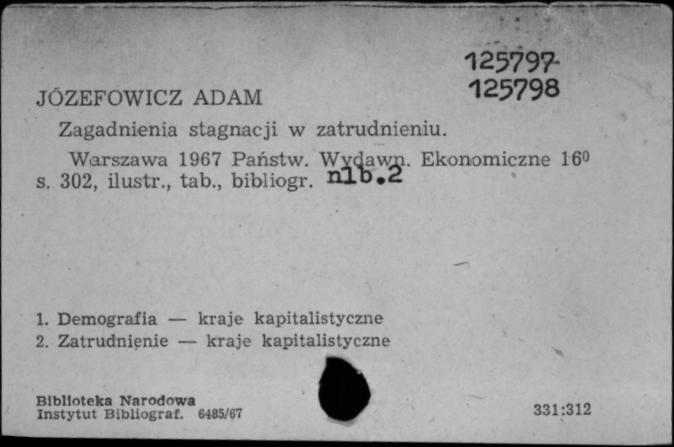 125797-
125798
JÓZEFOWICZ ADAM
Zagadnienia stagnacji w zatrudnieniu.
Warszawa 1967 Państw. Wydawn. Ekonomiczne 16⁰
s. 302, ilustr., tab., bibliogr. nlb.2
1. Demografia — kraje kapitalistyczne
2. Zatrudnienie — kraje kapitalistyczne
Biblioteka Narodowa
Instytut Bibliograf. 6485/67
331:312